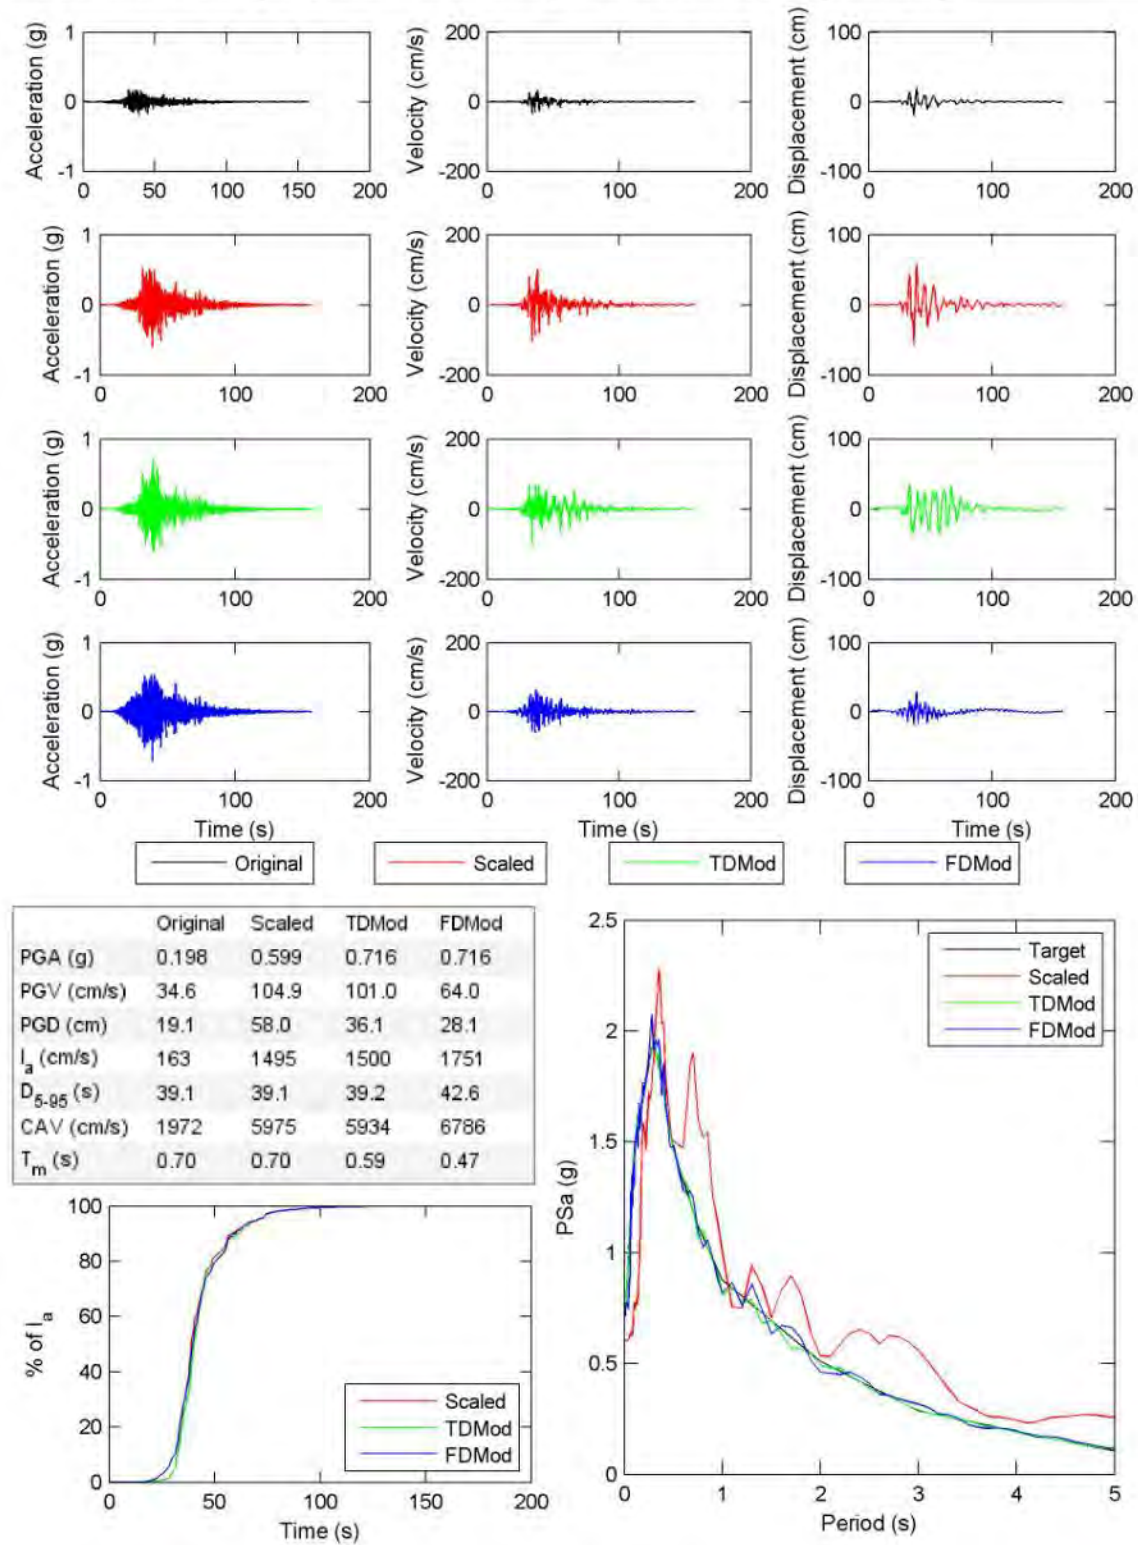 Acceleration (g)
1
0
-1
0 50 100 150 200
Velocity (cm/s)
200
0
-200
0 100 200
Displacement (cm)
100
0
-100
0 100 200
Acceleration (g)
1
0
-1
0 100 200
Velocity (cm/s)
200
0
-200
0 100 200
Displacement (cm)
100
0
-100
0 100 200
Acceleration (g)
1
0
-1
0 100 200
Velocity (cm/s)
200
0
-200
0 100 200
Displacement (cm)
100
0
-100
0 100 200
Acceleration (g)
1
0
-1
0 100 200
Time (s)
Velocity (cm/s)
200
0
-200
0 100 200
Time (s)
Displacement (cm)
100
0
-100
0 100 200
Time (s)
Original
Scaled
TDMod
FDMod
Original Scaled TDMod FDMod
PGA (g) 0.198 0.599 0.716 0.716
PGV (cm/s) 34.6 104.9 101.0 64.0
PGD (cm) 19.1 58.0 36.1 28.1
Ia (cm/s) 163 1495 1500 1751
D5-95 (s) 39.1 39.1 39.2 42.6
CAV (cm/s) 1972 5975 5934 6786
Tm (s) 0.70 0.70 0.59 0.47
% of Ia
100
80
60
40
20
0
0 50 100 150 200
Time (s)
Scaled
TDMod
FDMod
PSa (g)
2.5
2
1.5
1
0.5
0
0 1 2 3 4 5
Period (s)
Target
Scaled
TDMod
FDMod